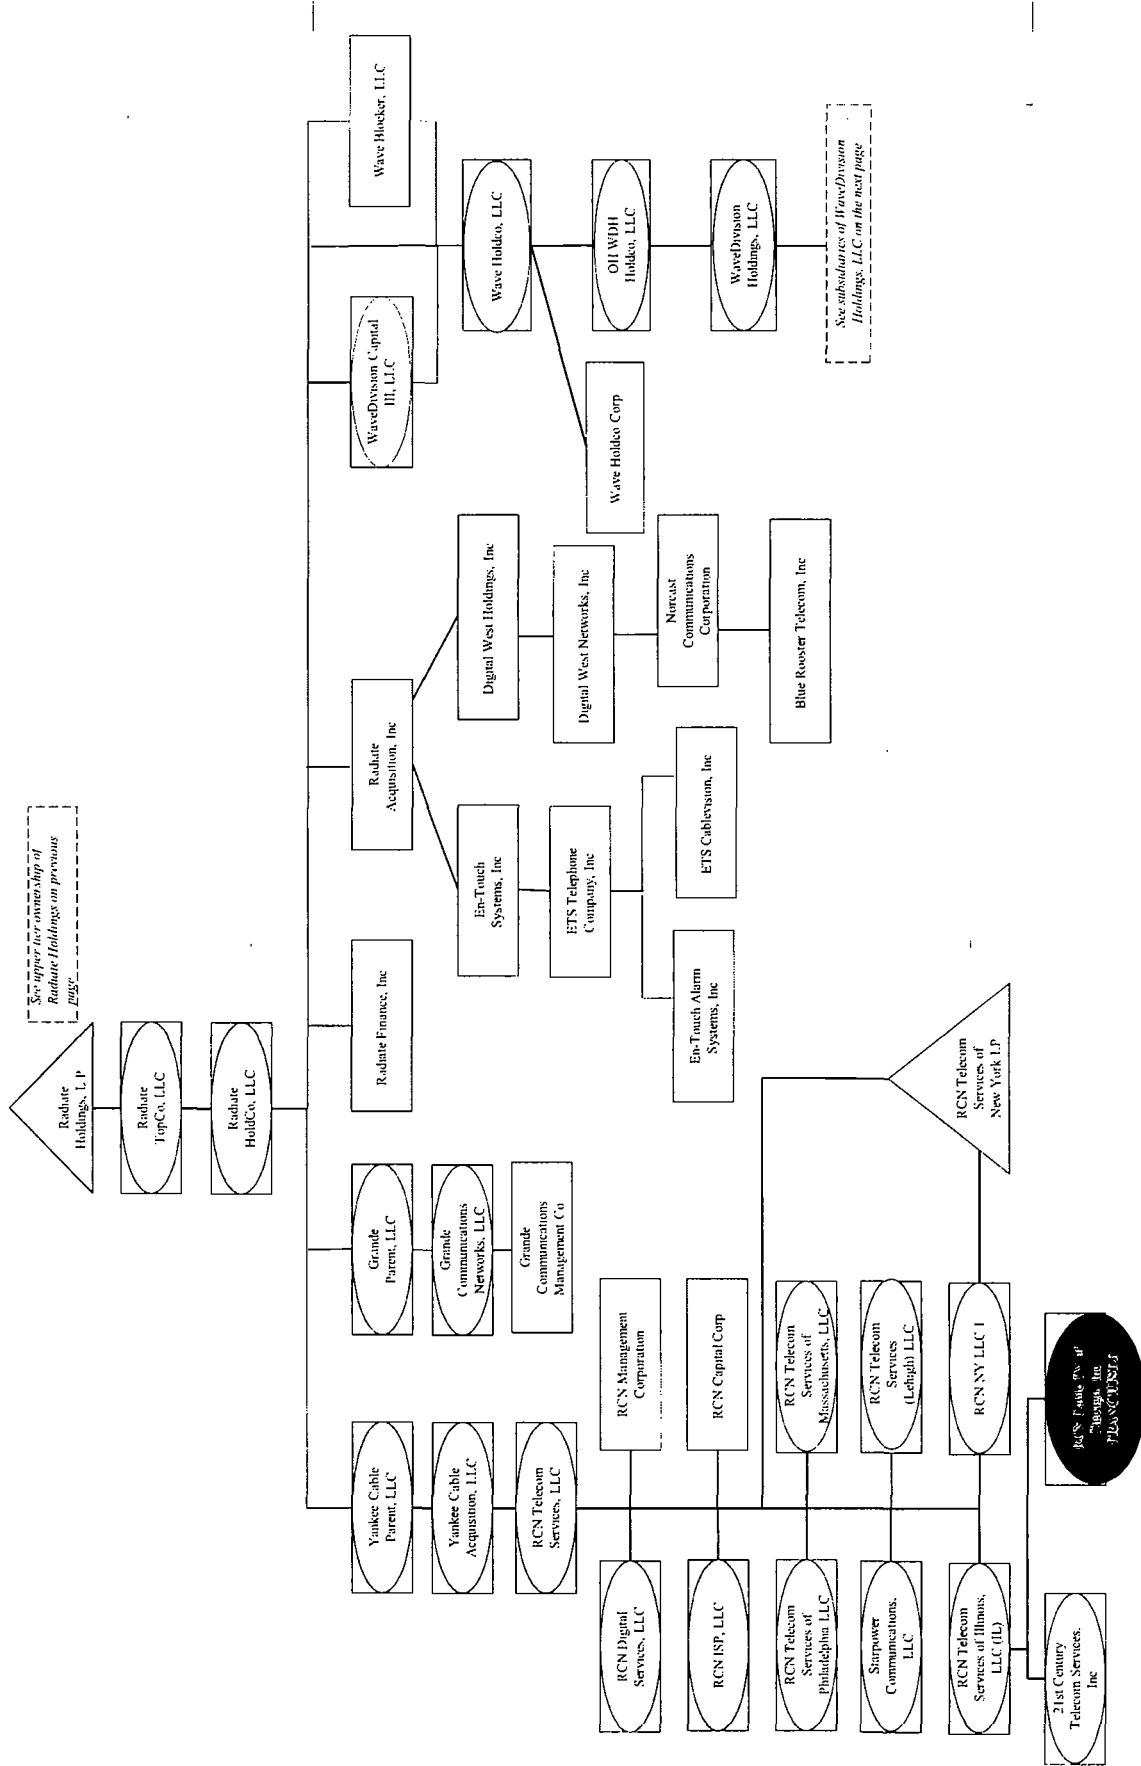 See upper tier ownership of
Radiate Holdings on previous
page
Radiate
Holdings, L P
Radiate
TopCo, LLC
Radiate
HoldCo, LLC
Yankee Cable
Parent, LLC
Grande
Parent, LLC
Radiate Finance, Inc
Radiate
Acquisition, Inc
WaveDivision Capital
III, LLC
Wave Blocker, LLC
Yankee Cable
Acquisition, LLC
Grande
Communications
Networks, LLC
En-Touch
Systems, Inc
Digital West Holdings, Inc
Wave Holdco, LLC
RCN Telecom
Services, LLC
Grande
Communications
Management Co
ETS Telephone
Company, Inc
Digital West Networks, Inc
Wave Holdco Corp
OH WDH
Holdco, LLC
RCN Digital
Services, LLC
RCN Management
Corporation
En-Touch Alarm
Systems, Inc
ETS Cablevision, Inc
Norcast
Communications
Corporation
WaveDivision
Holdings, LLC
RCN ISP, LLC
RCN Capital Corp
Blue Rooster Telecom, Inc
See subsidiaries of WaveDivision
Holdings, LLC on the next page
RCN Telecom
Services of
Philadelphia LLC
RCN Telecom
Services of
Massachusetts, LLC
Starpower
Communications,
LLC
RCN Telecom
Services
(Lehigh) LLC
RCN Telecom
Services of Illinois,
LLC (IL)
RCN NY LLC 1
RCN Telecom
Services of
New York LP
21st Century
Telecom Services,
Inc
RCN